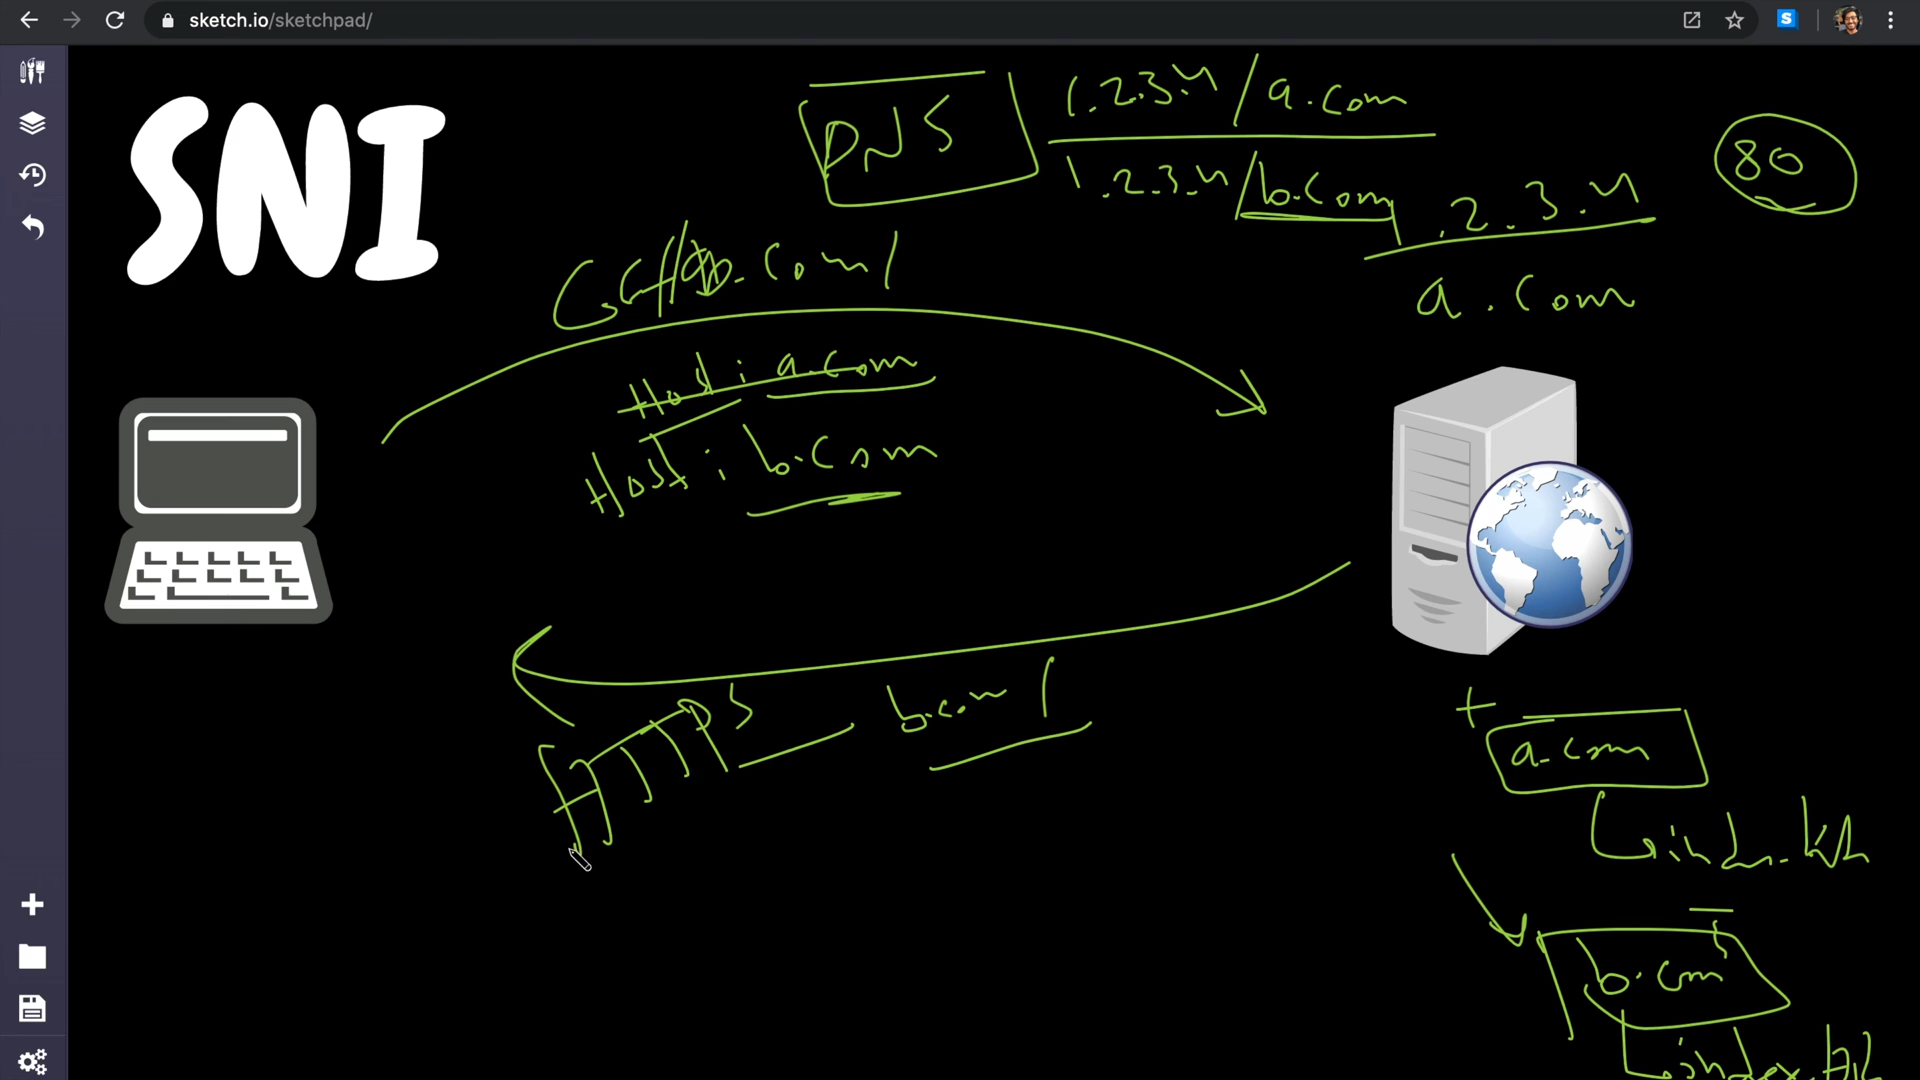 sketch.io/sketchpad/
S
SNI
DNS
1.2.3.4/a.com
1.2.3.4/b.com
.2.3.4
a.com
80
.com/
Host: a.com
Host: b.com
HTTPS
b.com/
a.com
b.com